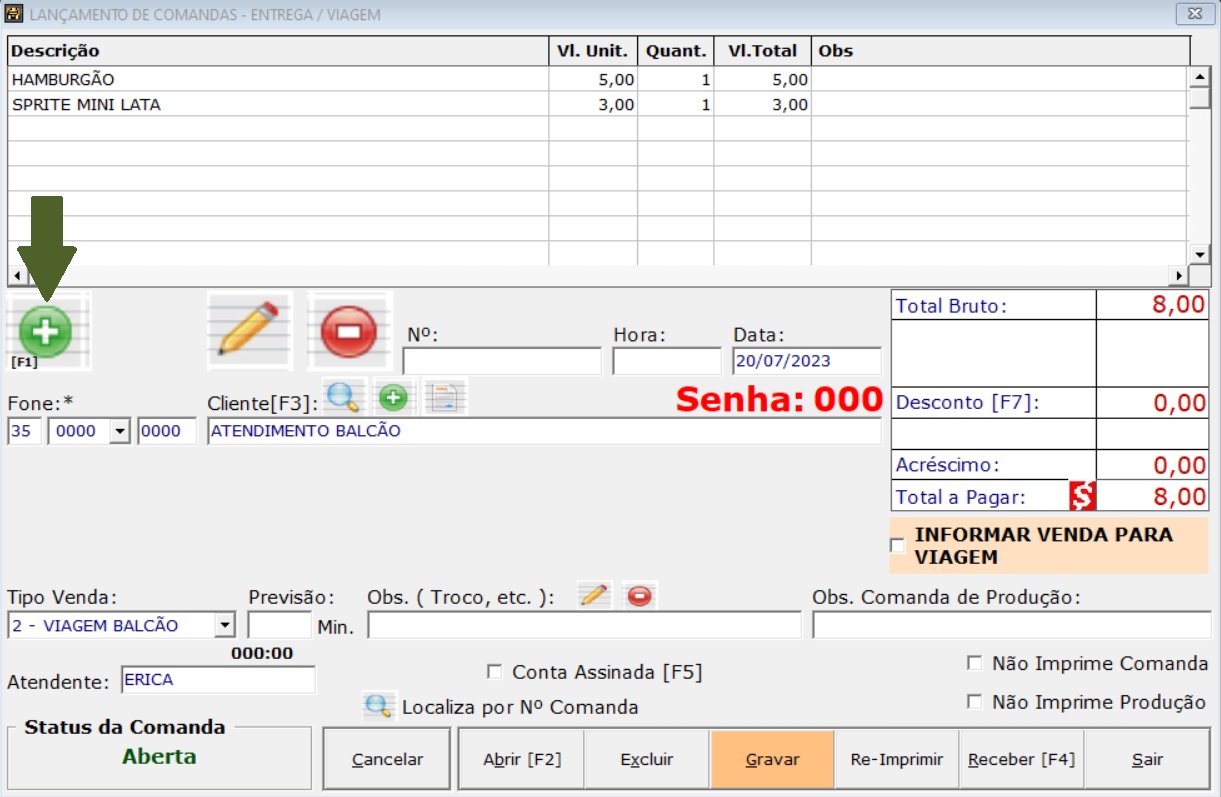 LANÇAMENTO DE COMANDAS - ENTREGA / VIAGEM
Descrição Vl. Unit. Quant. Vl.Total Obs
HAMBURGÃO 5,00 1 5,00
SPRITE MINI LATA 3,00 1 3,00
[F1]
Nº: Hora: Data:
20/07/2023
Total Bruto: 8,00
Fone:* Cliente[F3]: Senha: 000
35 0000 0000 ATENDIMENTO BALCÃO
Desconto [F7]: 0,00
Acréscimo: 0,00
Total a Pagar: $ 8,00
INFORMAR VENDA PARA
VIAGEM
Tipo Venda: Previsão: Obs. ( Troco, etc. ): Obs. Comanda de Produção:
2 - VIAGEM BALCÃO Min.
000:00
Atendente: ERICA
Conta Assinada [F5]
Não Imprime Comanda
Localiza por Nº Comanda
Não Imprime Produção
Status da Comanda
Aberta
Cancelar Abrir [F2] Excluir Gravar Re-Imprimir Receber [F4] Sair